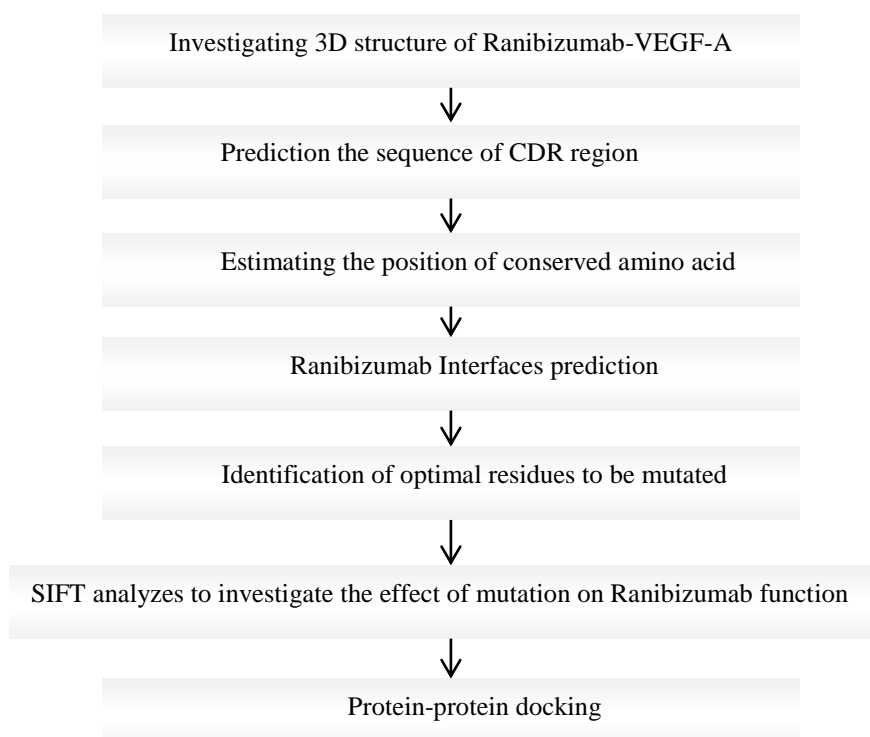 Investigating 3D structure of Ranibizumab-VEGF-A
Prediction the sequence of CDR region
Estimating the position of conserved amino acid
Ranibizumab Interfaces prediction
Identification of optimal residues to be mutated
SIFT analyzes to investigate the effect of mutation on Ranibizumab function
Protein-protein docking